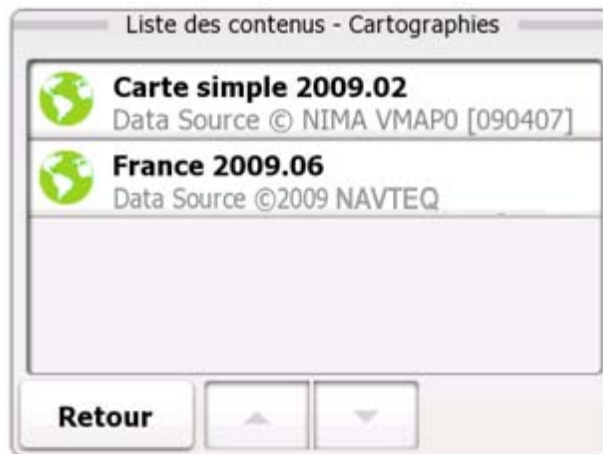 Liste des contenus - Cartographies
Carte simple 2009.02
Data Source © NIMA VMAP0 [090407]
France 2009.06
Data Source ©2009 NAVTEQ
Retour